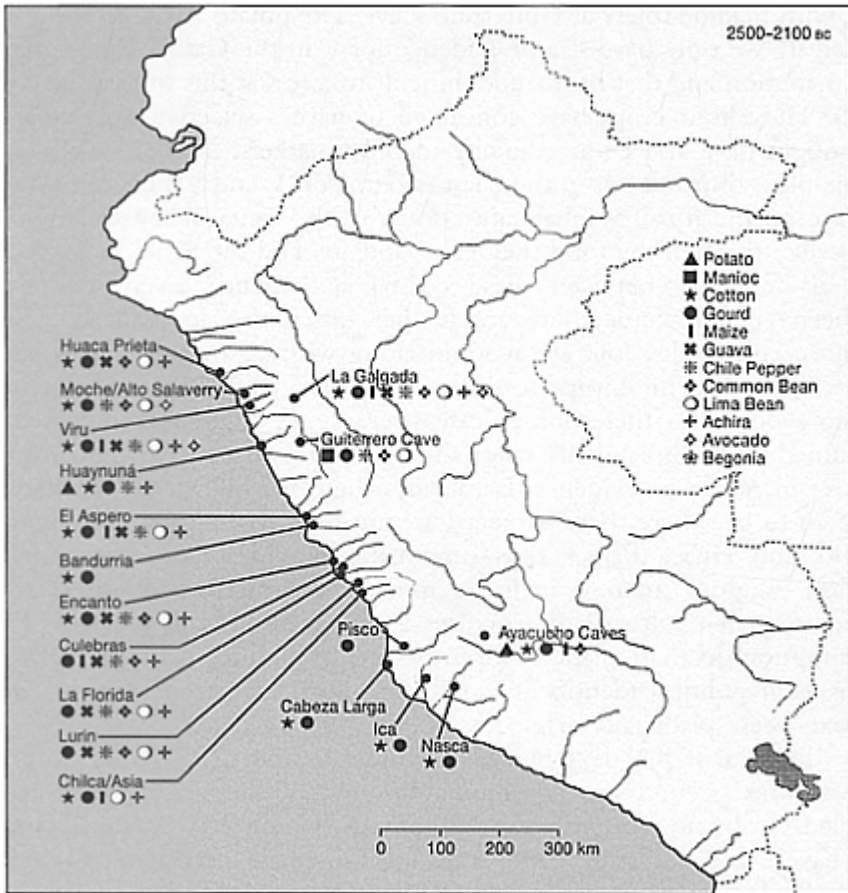 2500–2100 BC
Potato
Manioc
Cotton
Gourd
Maize
Guava
Chile Pepper
Common Bean
Lima Bean
Achira
Avocado
Begonia
Huaca Prieta
Moche/Alto Salaverry
Viru
Huaynuná
El Aspero
Bandurria
Encanto
Culebras
La Florida
Lurin
Chilca/Asia
La Galgada
Guiterrero Cave
Pisco
Ayacucho Caves
Cabeza Larga
Ica
Nasca
0 100 200 300 km